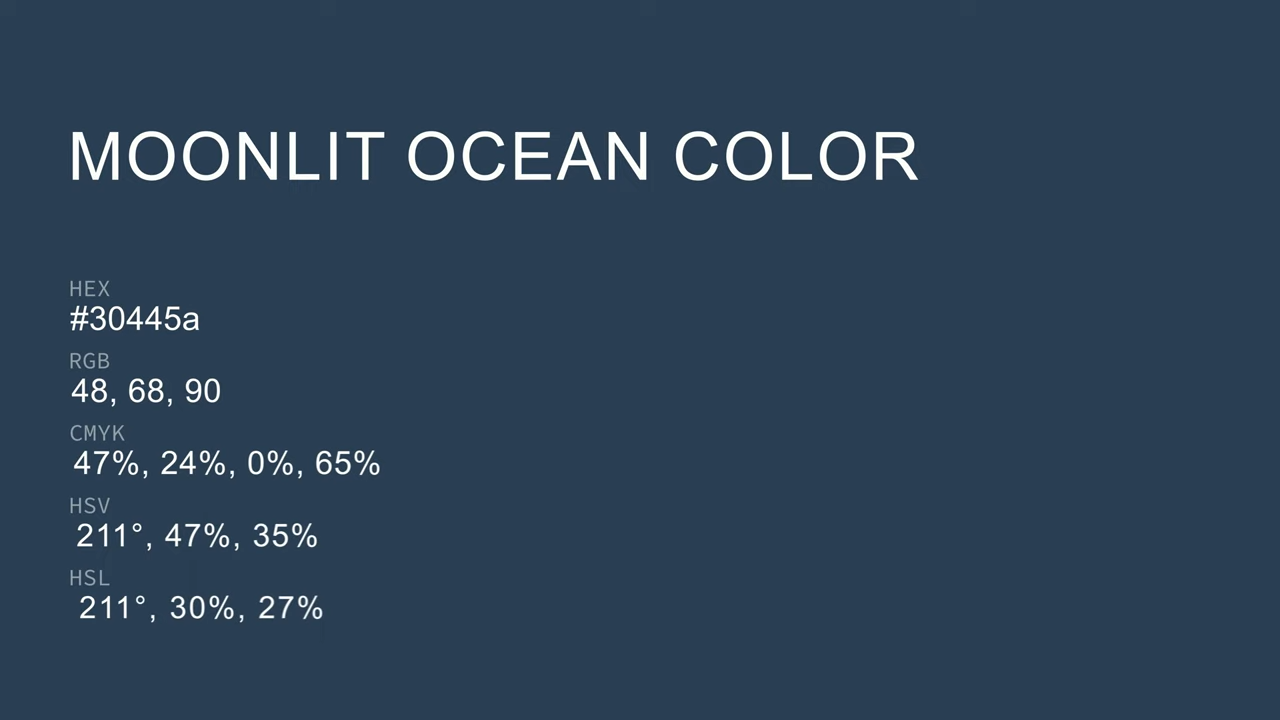 MOONLIT OCEAN COLOR
HEX
#30445a
RGB
48, 68, 90
CMYK
47%, 24%, 0%, 65%
HSV
211°, 47%, 35%
HSL
211°, 30%, 27%